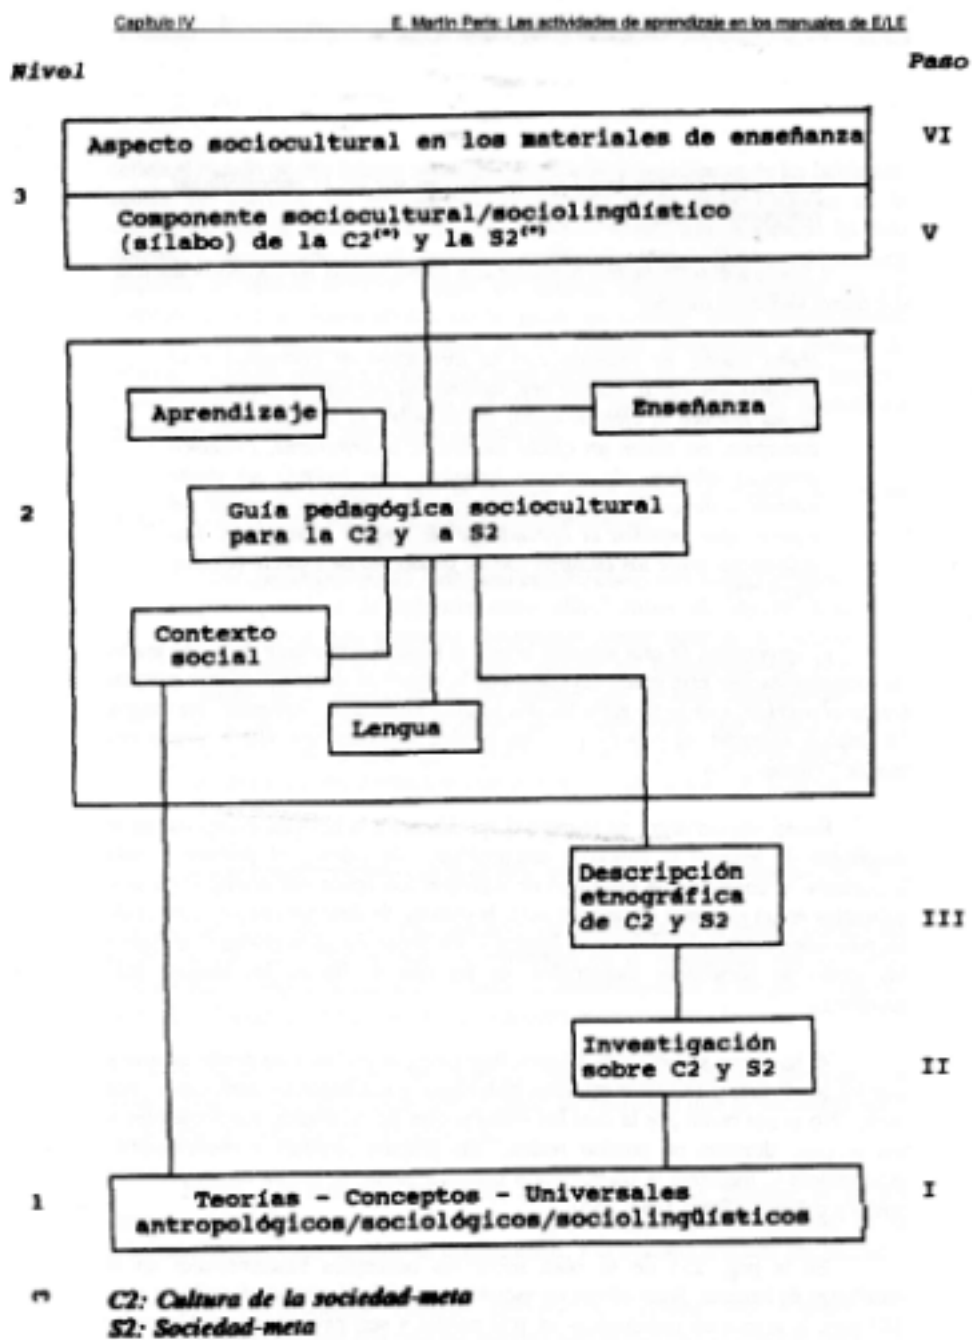 Capítulo IV E. Martín Peris: Las actividades de aprendizaje en los manuales de E/LE
Nivel Paso
Aspecto sociocultural en los materiales de enseñanza VI
3
Componente sociocultural/sociolingüístico
(sílabo) de la C2(*) y la S2(*) V
Aprendizaje Enseñanza
2
Guía pedagógica sociocultural
para la C2 y a S2
Contexto
social
Lengua
Descripción
etnográfica
de C2 y S2 III
Investigación
sobre C2 y S2 II
1
Teorías - Conceptos - Universales I
antropológicos/sociológicos/sociolingüísticos
C2: Cultura de la sociedad-meta
S2: Sociedad-meta